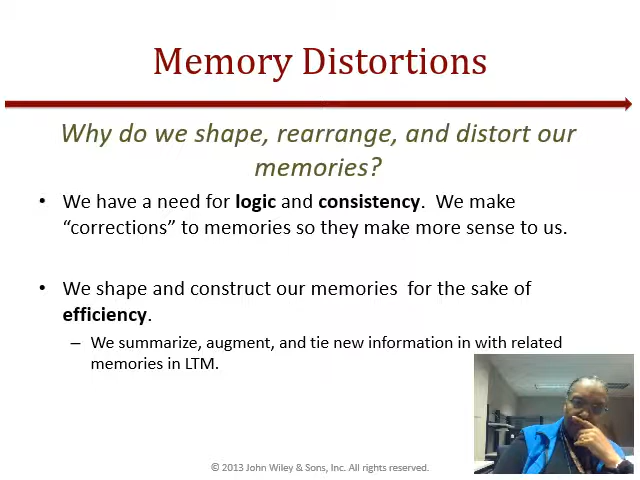 Memory Distortions
Why do we shape, rearrange, and distort our
memories?
• We have a need for logic and consistency.  We make
“corrections” to memories so they make more sense to us.
• We shape and construct our memories  for the sake of
efficiency.
– We summarize, augment, and tie new information in with related
memories in LTM.
© 2013 John Wiley & Sons, Inc. All rights reserved.